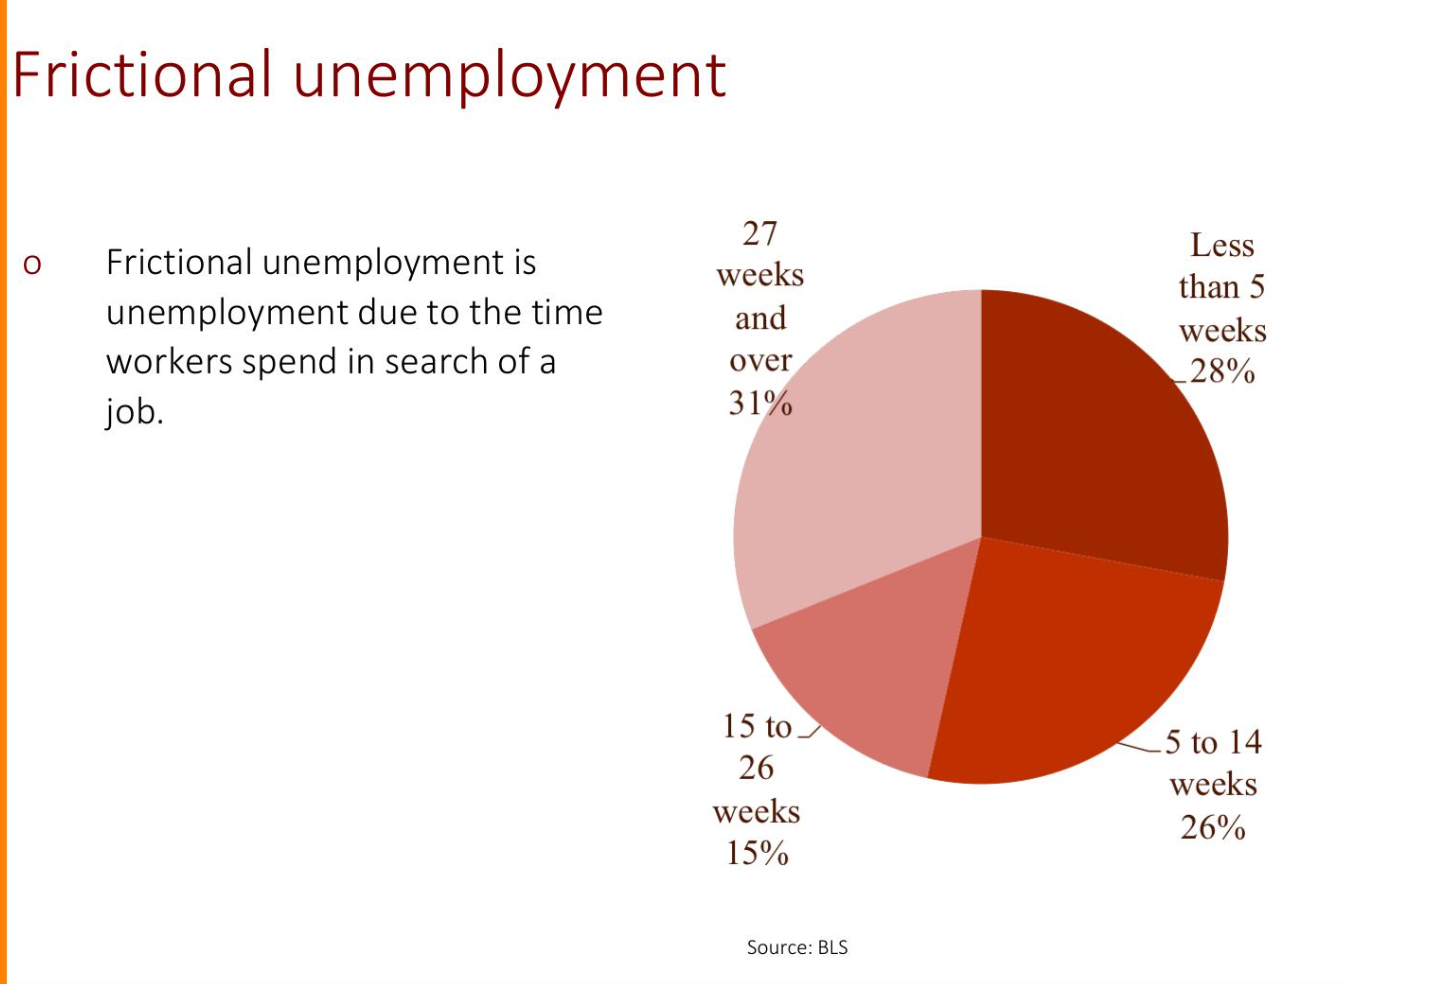 Frictional unemployment
o Frictional unemployment is
unemployment due to the time
workers spend in search of a
job.
27
weeks
and
over
31%
Less
than 5
weeks
28%
15 to
26
weeks
15%
5 to 14
weeks
26%
Source: BLS